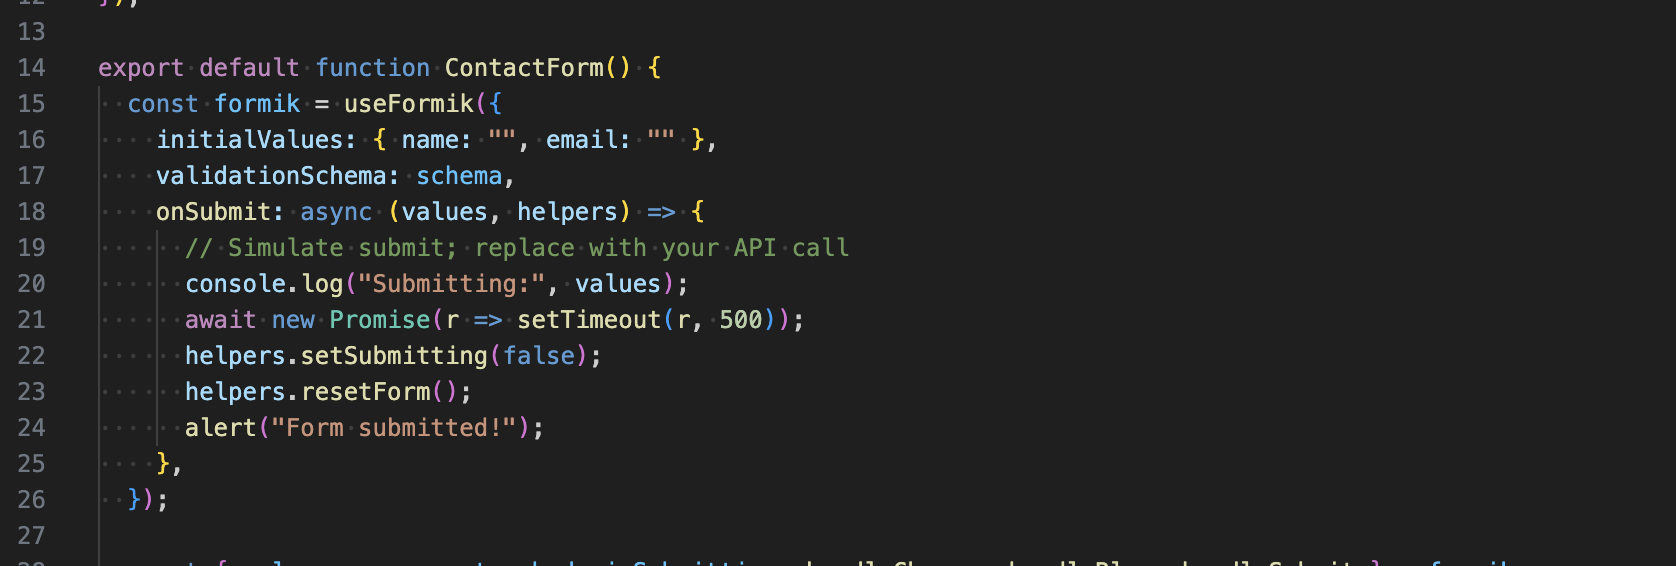 13
14 export default function ContactForm() {
15 const formik = useFormik({
16 initialValues: { name: "", email: "" },
17 validationSchema: schema,
18 onSubmit: async (values, helpers) => {
19 // Simulate submit; replace with your API call
20 console.log("Submitting:", values);
21 await new Promise(r => setTimeout(r, 500));
22 helpers.setSubmitting(false);
23 helpers.resetForm();
24 alert("Form submitted!");
25 },
26 });
27